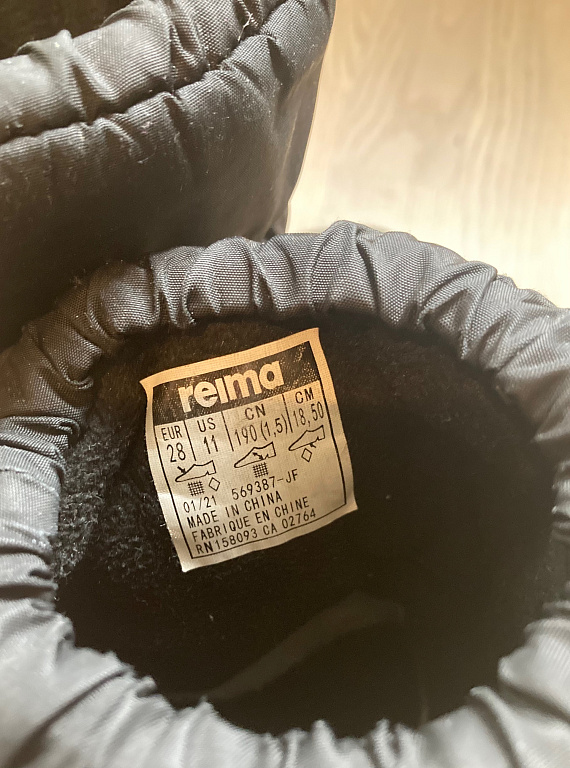 reima
EUR US CN CM
28 11 190(1,5) 18,50
01/21 569387-JF
MADE IN CHINA
FABRIQUE EN CHINE
RN158093 CA 02764